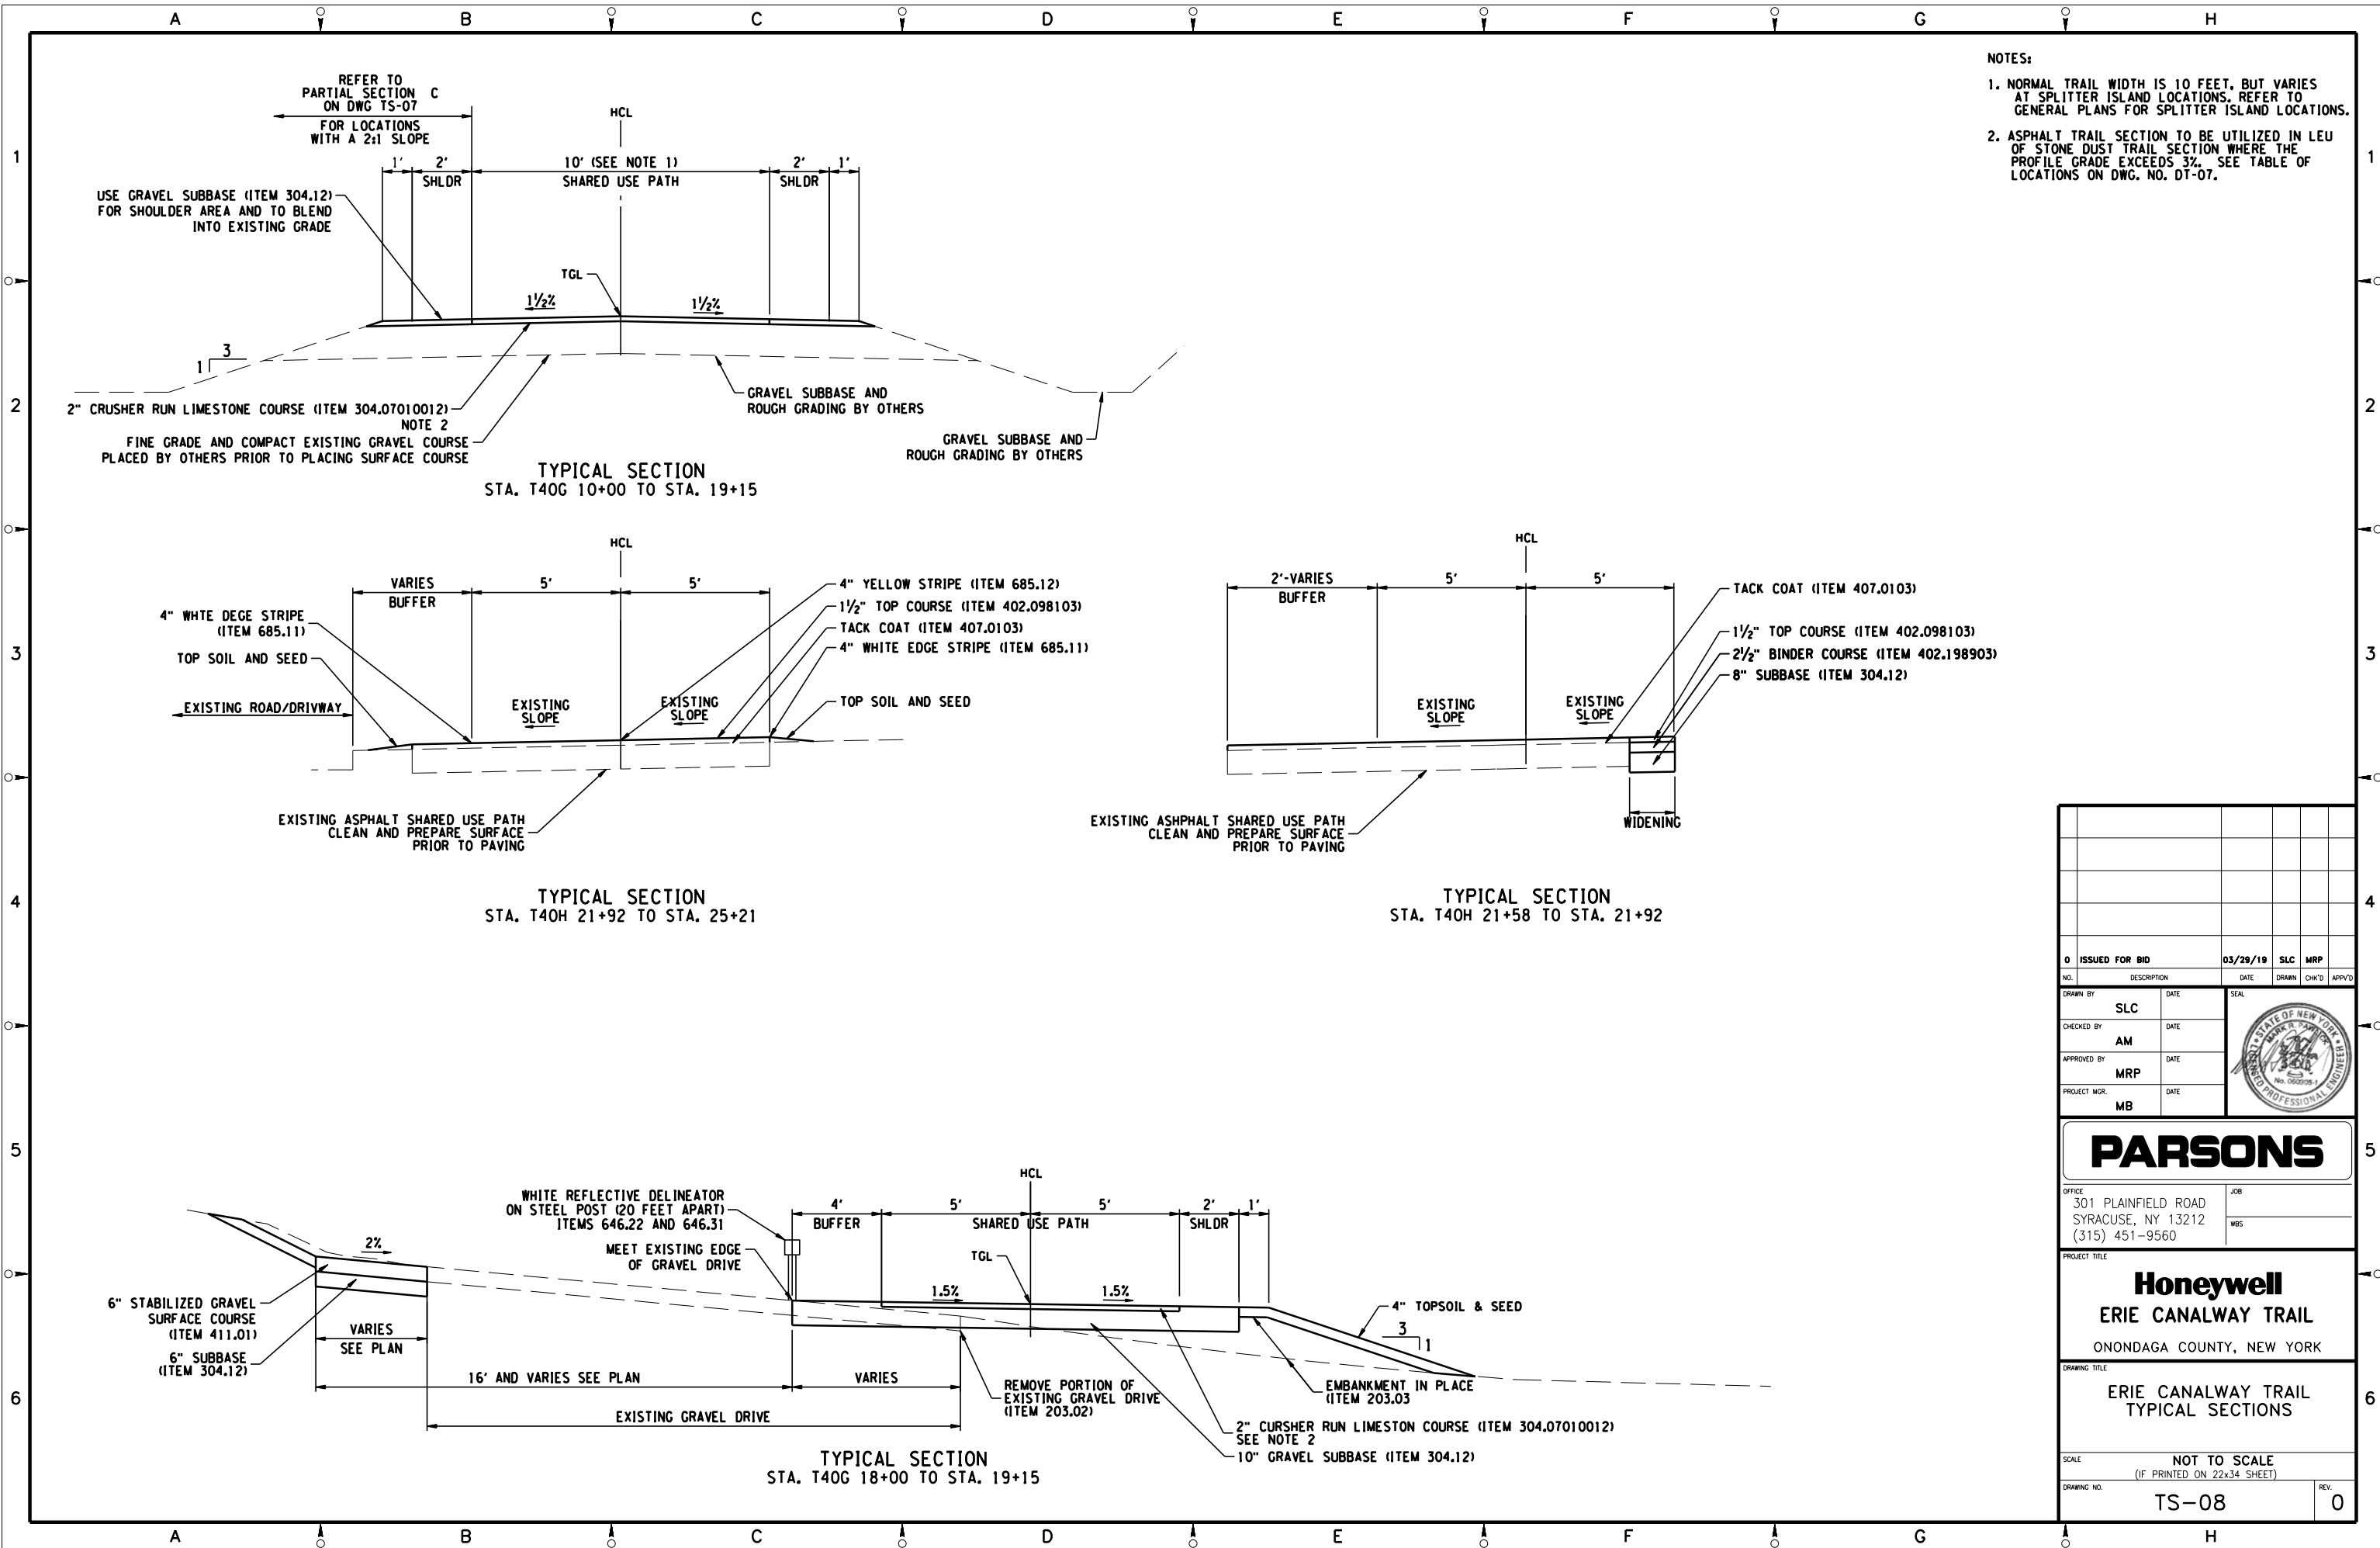 A B C D E F G H
NOTES:
1. NORMAL TRAIL WIDTH IS 10 FEET, BUT VARIES
AT SPLITTER ISLAND LOCATIONS. REFER TO
GENERAL PLANS FOR SPLITTER ISLAND LOCATIONS.
2. ASPHALT TRAIL SECTION TO BE UTILIZED IN LEU
OF STONE DUST TRAIL SECTION WHERE THE
PROFILE GRADE EXCEEDS 3%. SEE TABLE OF
LOCATIONS ON DWG. NO. DT-07.
1 1
REFER TO
PARTIAL SECTION C
ON DWG TS-07
FOR LOCATIONS
WITH A 2:1 SLOPE
HCL
1' 2' 10' (SEE NOTE 1) 2' 1'
SHLDR SHARED USE PATH SHLDR
USE GRAVEL SUBBASE (ITEM 304.12)
FOR SHOULDER AREA AND TO BLEND
INTO EXISTING GRADE
TGL
1½% 1½%
3
1
2 2
GRAVEL SUBBASE AND
ROUGH GRADING BY OTHERS
2" CRUSHER RUN LIMESTONE COURSE (ITEM 304.07010012)
NOTE 2
FINE GRADE AND COMPACT EXISTING GRAVEL COURSE
PLACED BY OTHERS PRIOR TO PLACING SURFACE COURSE
GRAVEL SUBBASE AND
ROUGH GRADING BY OTHERS
TYPICAL SECTION
STA. T40G 10+00 TO STA. 19+15
HCL
VARIES 5' 5'
BUFFER
4" WHTE DEGE STRIPE
(ITEM 685.11)
TOP SOIL AND SEED
EXISTING ROAD/DRIVWAY
4" YELLOW STRIPE (ITEM 685.12)
1½" TOP COURSE (ITEM 402.098103)
TACK COAT (ITEM 407.0103)
4" WHITE EDGE STRIPE (ITEM 685.11)
TOP SOIL AND SEED
EXISTING
SLOPE
EXISTING
SLOPE
EXISTING ASPHALT SHARED USE PATH
CLEAN AND PREPARE SURFACE
PRIOR TO PAVING
TYPICAL SECTION
STA. T40H 21+92 TO STA. 25+21
HCL
2'-VARIES 5' 5'
BUFFER
TACK COAT (ITEM 407.0103)
1½" TOP COURSE (ITEM 402.098103)
2½" BINDER COURSE (ITEM 402.198903)
8" SUBBASE (ITEM 304.12)
EXISTING
SLOPE
EXISTING
SLOPE
WIDENING
EXISTING ASHPHALT SHARED USE PATH
CLEAN AND PREPARE SURFACE
PRIOR TO PAVING
TYPICAL SECTION
STA. T40H 21+58 TO STA. 21+92
3 3
4 4
5 5
6 6
WHITE REFLECTIVE DELINEATOR
ON STEEL POST (20 FEET APART)
ITEMS 646.22 AND 646.31
MEET EXISTING EDGE
OF GRAVEL DRIVE
HCL
4' 5' 5' 2' 1'
BUFFER SHARED USE PATH SHLDR
TGL
2%
1.5% 1.5%
6" STABILIZED GRAVEL
SURFACE COURSE
(ITEM 411.01)
6" SUBBASE
(ITEM 304.12)
VARIES
SEE PLAN
16' AND VARIES SEE PLAN
VARIES
EXISTING GRAVEL DRIVE
4" TOPSOIL & SEED
3
1
REMOVE PORTION OF
EXISTING GRAVEL DRIVE
(ITEM 203.02)
EMBANKMENT IN PLACE
(ITEM 203.03
2" CURSHER RUN LIMESTON COURSE (ITEM 304.07010012)
SEE NOTE 2
10" GRAVEL SUBBASE (ITEM 304.12)
TYPICAL SECTION
STA. T40G 18+00 TO STA. 19+15
0 ISSUED FOR BID 03/29/19 SLC MRP
NO. DESCRIPTION DATE DRAWN CHK'D APPV'D
DRAWN BY SLC DATE
CHECKED BY AM DATE
APPROVED BY MRP DATE
PROJECT MGR. MB DATE
SEAL
STATE OF NEW YORK
LICENSED PROFESSIONAL ENGINEER
PARSONS
OFFICE
301 PLAINFIELD ROAD
SYRACUSE, NY 13212
(315) 451-9560
JOB
WBS
PROJECT TITLE
Honeywell
ERIE CANALWAY TRAIL
ONONDAGA COUNTY, NEW YORK
DRAWING TITLE
ERIE CANALWAY TRAIL
TYPICAL SECTIONS
SCALE
NOT TO SCALE
(IF PRINTED ON 22x34 SHEET)
DRAWING NO.
TS-08
REV.
0
A B C D E F G H